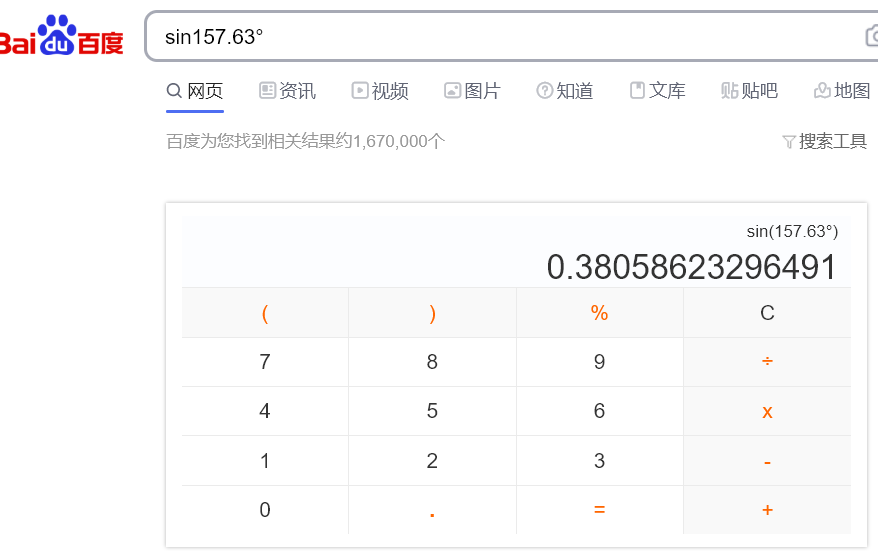 Bai du 百度
sin157.63°
网页 资讯 视频 图片 知道 文库 贴吧 地图
百度为您找到相关结果约1,670,000个 搜索工具
sin(157.63°)
0.38058623296491
( ) % C
7 8 9 ÷
4 5 6 x
1 2 3 -
0 . = +